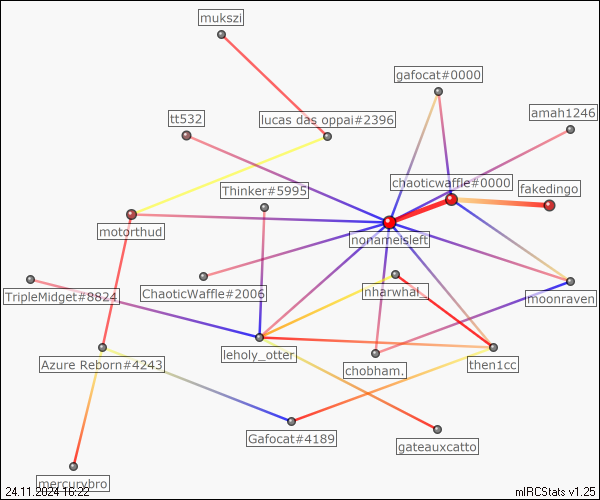 mukszi
gafocat#0000
amah1246
tt532
lucas das oppai#2396
chaoticwaffle#0000
fakedingo
Thinker#5995
motorthud
nonameisleft
TripleMidget#8824
ChaoticWaffle#2006
nharwhal_
moonraven
leholy_otter
Azure Reborn#4243
chobham.
then1cc
Gafocat#4189
gateauxcatto
mercurybro
24.11.2024 16:22
mIRCStats v1.25